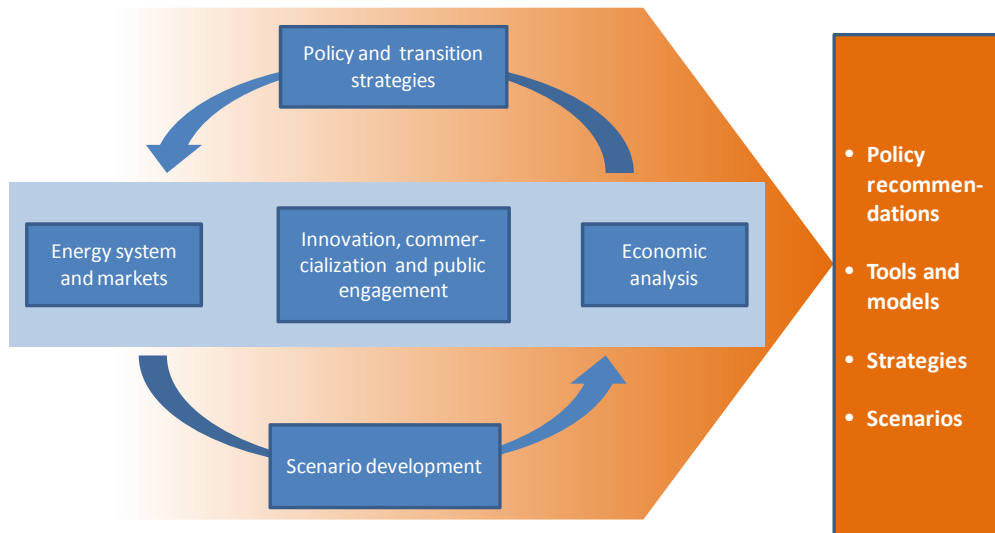 Policy and transition
strategies
Energy system
and markets
Innovation, commer-
cialization and public
engagement
Economic
analysis
Scenario development
• Policy
recommen-
dations
• Tools and
models
• Strategies
• Scenarios